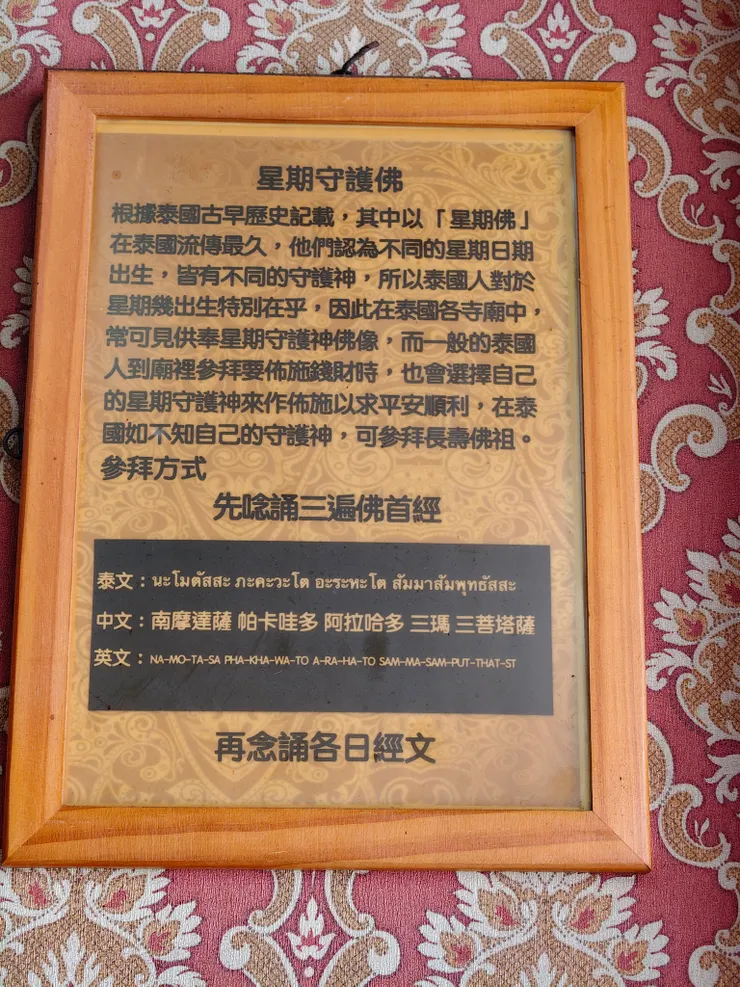 星期守護佛
根據泰國古早歷史記載，其中以「星期佛」
在泰國流傳最久，他們認為不同的星期日期
出生，皆有不同的守護神，所以泰國人對於
星期幾出生特別在乎，因此在泰國各寺廟中，
常可見供奉星期守護神佛像，而一般的泰國
人到廟裡參拜要佈施錢財時，也會選擇自己
的星期守護神來作佈施以求平安順利，在泰
國如不知自己的守護神，可參拜長壽佛祖。
參拜方式
先唸誦三遍佛首經
泰文：นะโมตัสสะ ภะคะวะโต อะระหะโต สัมมาสัมพุทธัสสะ
中文：南摩達薩 帕卡哇多 阿拉哈多 三瑪 三菩塔薩
英文：NA-MO-TA-SA PHA-KHA-WA-TO A-RA-HA-TO SAM-MA-SAM-PUT-THAT-ST
再念誦各日經文